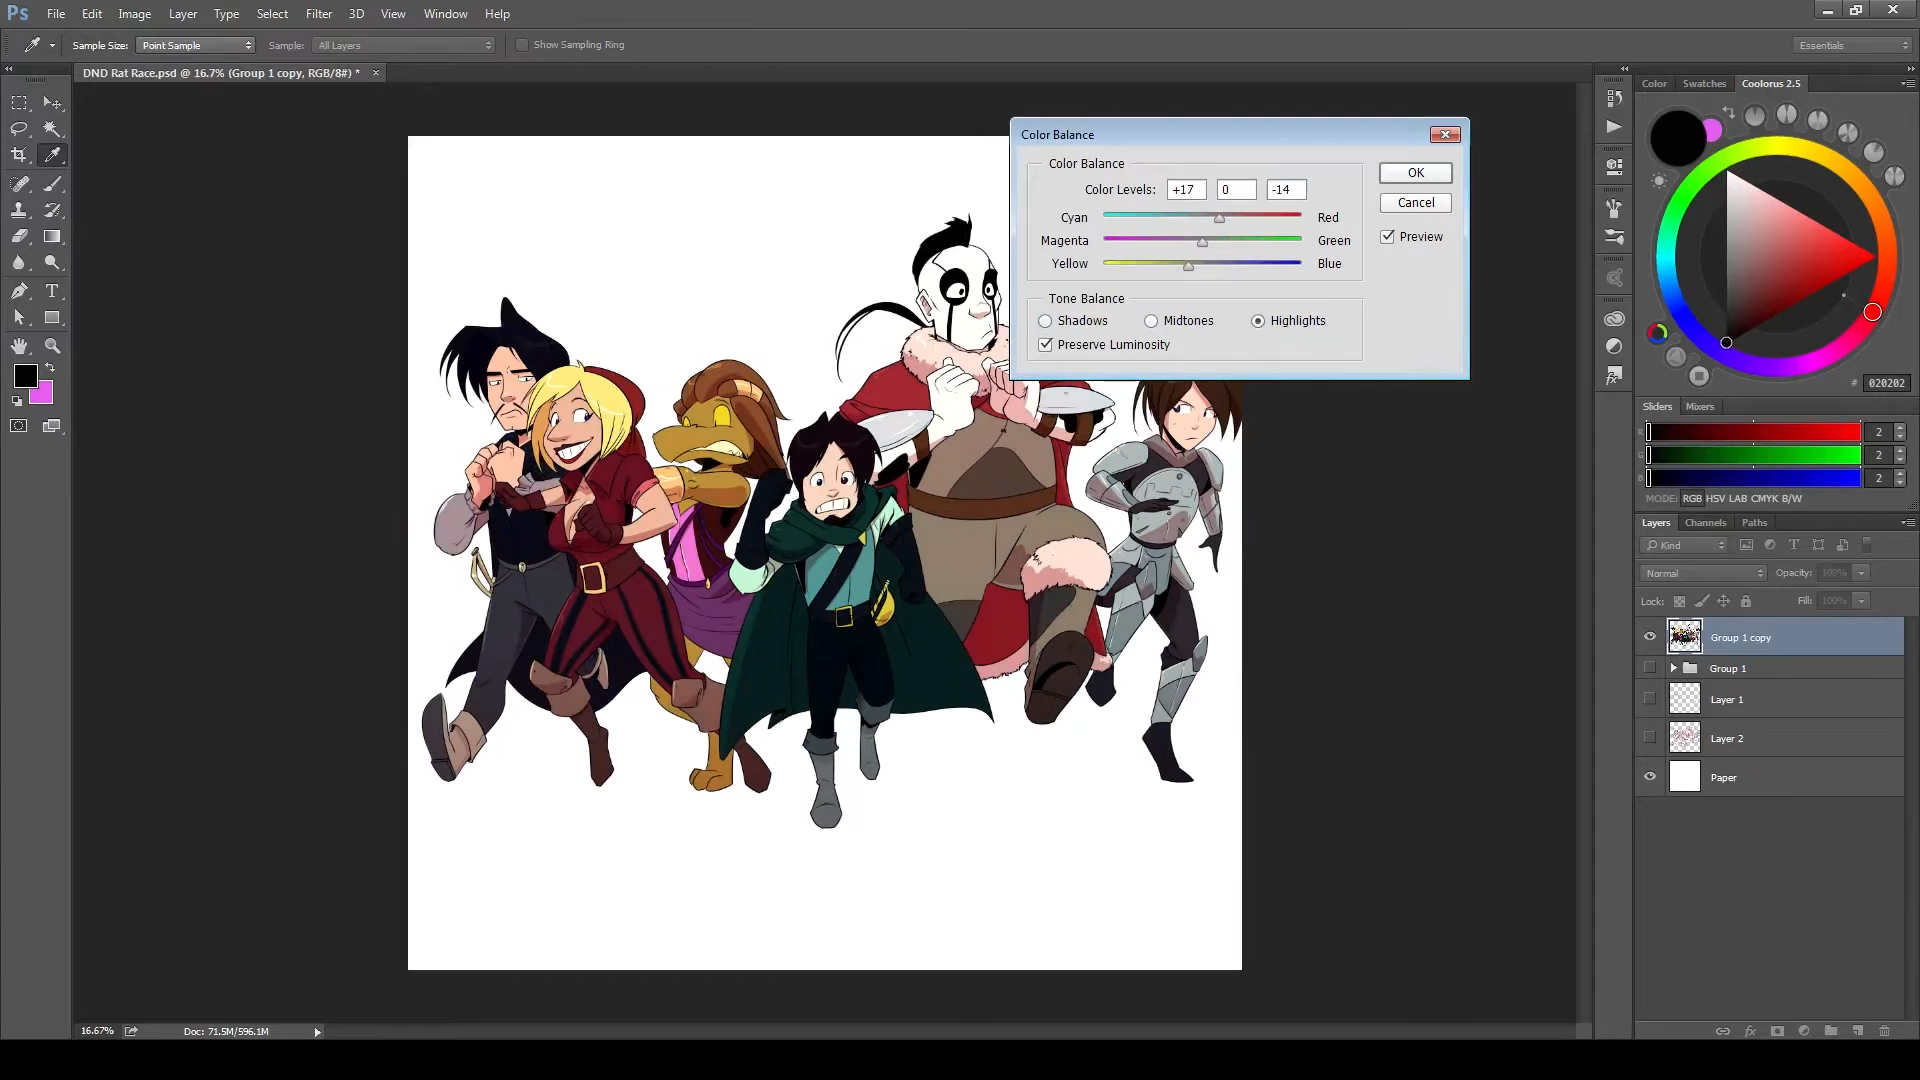 Ps File Edit Image Layer Type Select Filter 3D View Window Help
Sample Size: Point Sample Sample: All Layers Show Sampling Ring Essentials
DND Rat Race.psd @ 16.7% (Group 1 copy, RGB/8#) * ×
Color Swatches Coolorus 2.5
Color Balance
Color Balance
Color Levels: +17 0 -14
Cyan Red
Magenta Green
Yellow Blue
OK
Cancel
Preview
Tone Balance
Shadows Midtones Highlights
Preserve Luminosity
# 020202
Sliders Mixers
R 2
G 2
B 2
MODE: RGB HSV LAB CMYK B/W
Layers Channels Paths
Kind
Normal Opacity: 100%
Lock: Fill: 100%
Group 1 copy
Group 1
Layer 1
Layer 2
Paper
16.67% Doc: 71.5M/596.1M